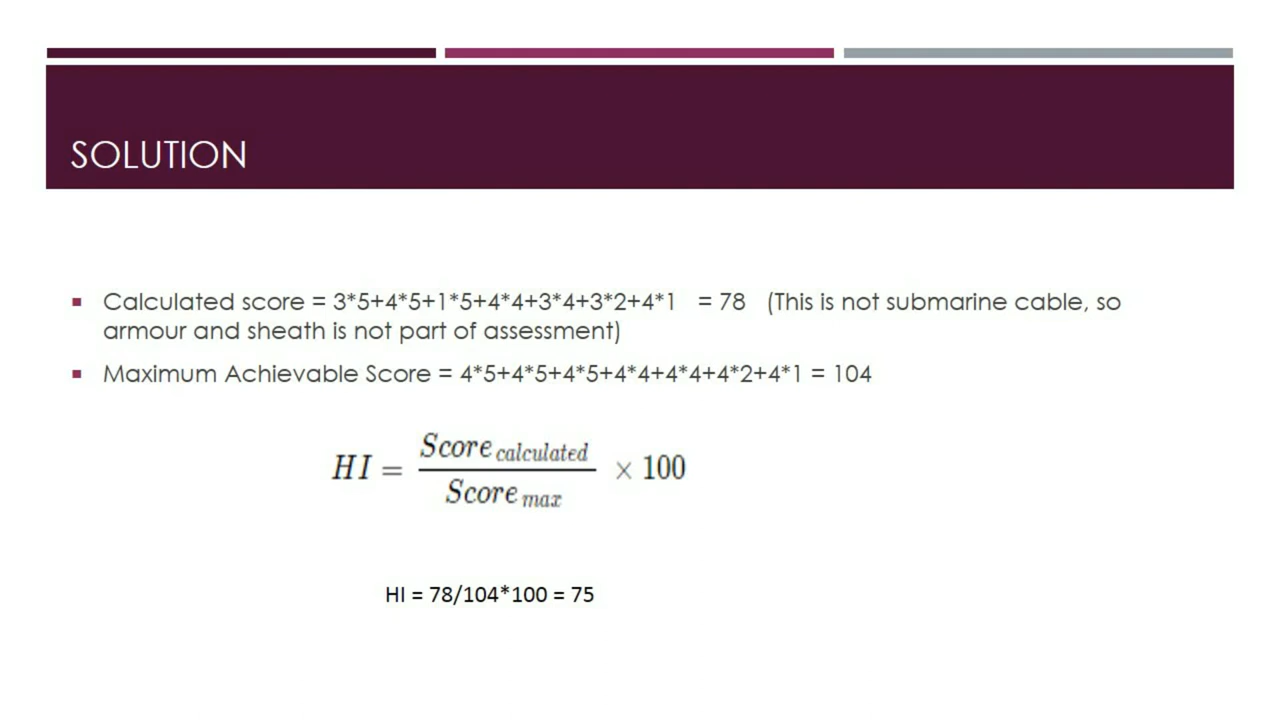 SOLUTION
Calculated score = 3*5+4*5+1*5+4*4+3*4+3*2+4*1 = 78 (This is not submarine cable, so
armour and sheath is not part of assessment)
Maximum Achievable Score = 4*5+4*5+4*5+4*4+4*4+4*2+4*1 = 104
HI = Score calculated / Score max × 100
HI = 78/104*100 = 75